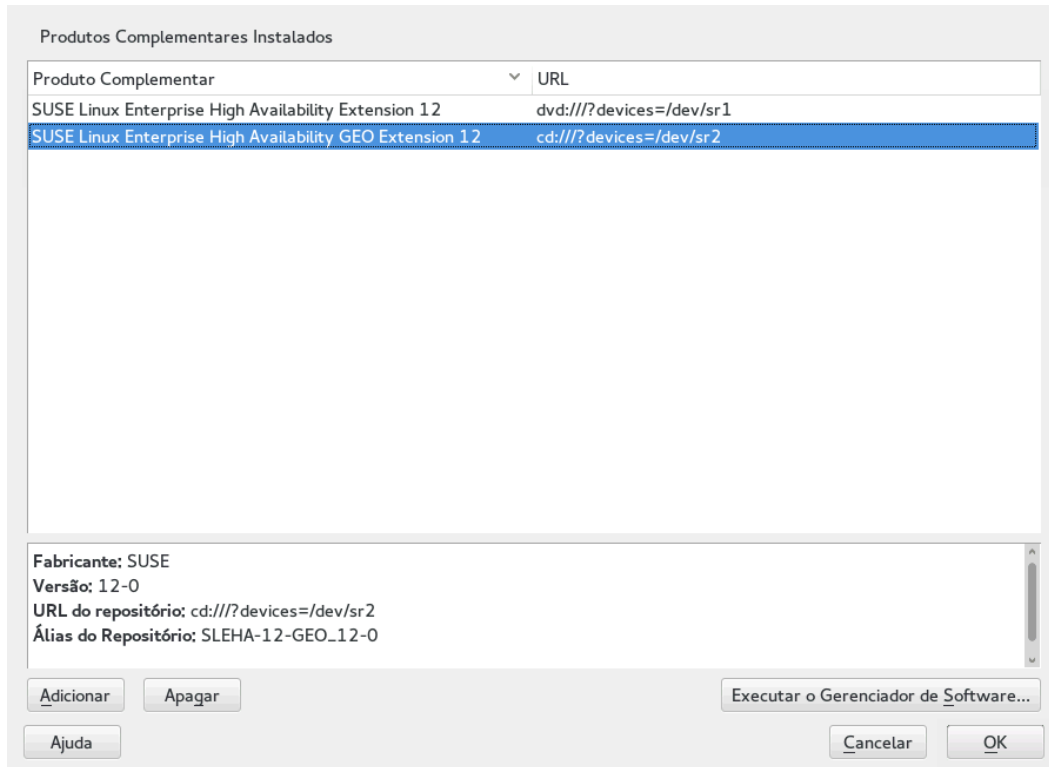 Produtos Complementares Instalados
Produto Complementar URL
SUSE Linux Enterprise High Availability Extension 12 dvd:///?devices=/dev/sr1
SUSE Linux Enterprise High Availability GEO Extension 12 cd:///?devices=/dev/sr2
Fabricante: SUSE
Versão: 12-0
URL do repositório: cd:///?devices=/dev/sr2
Álias do Repositório: SLEHA-12-GEO_12-0
Adicionar Apagar Executar o Gerenciador de Software...
Ajuda Cancelar OK